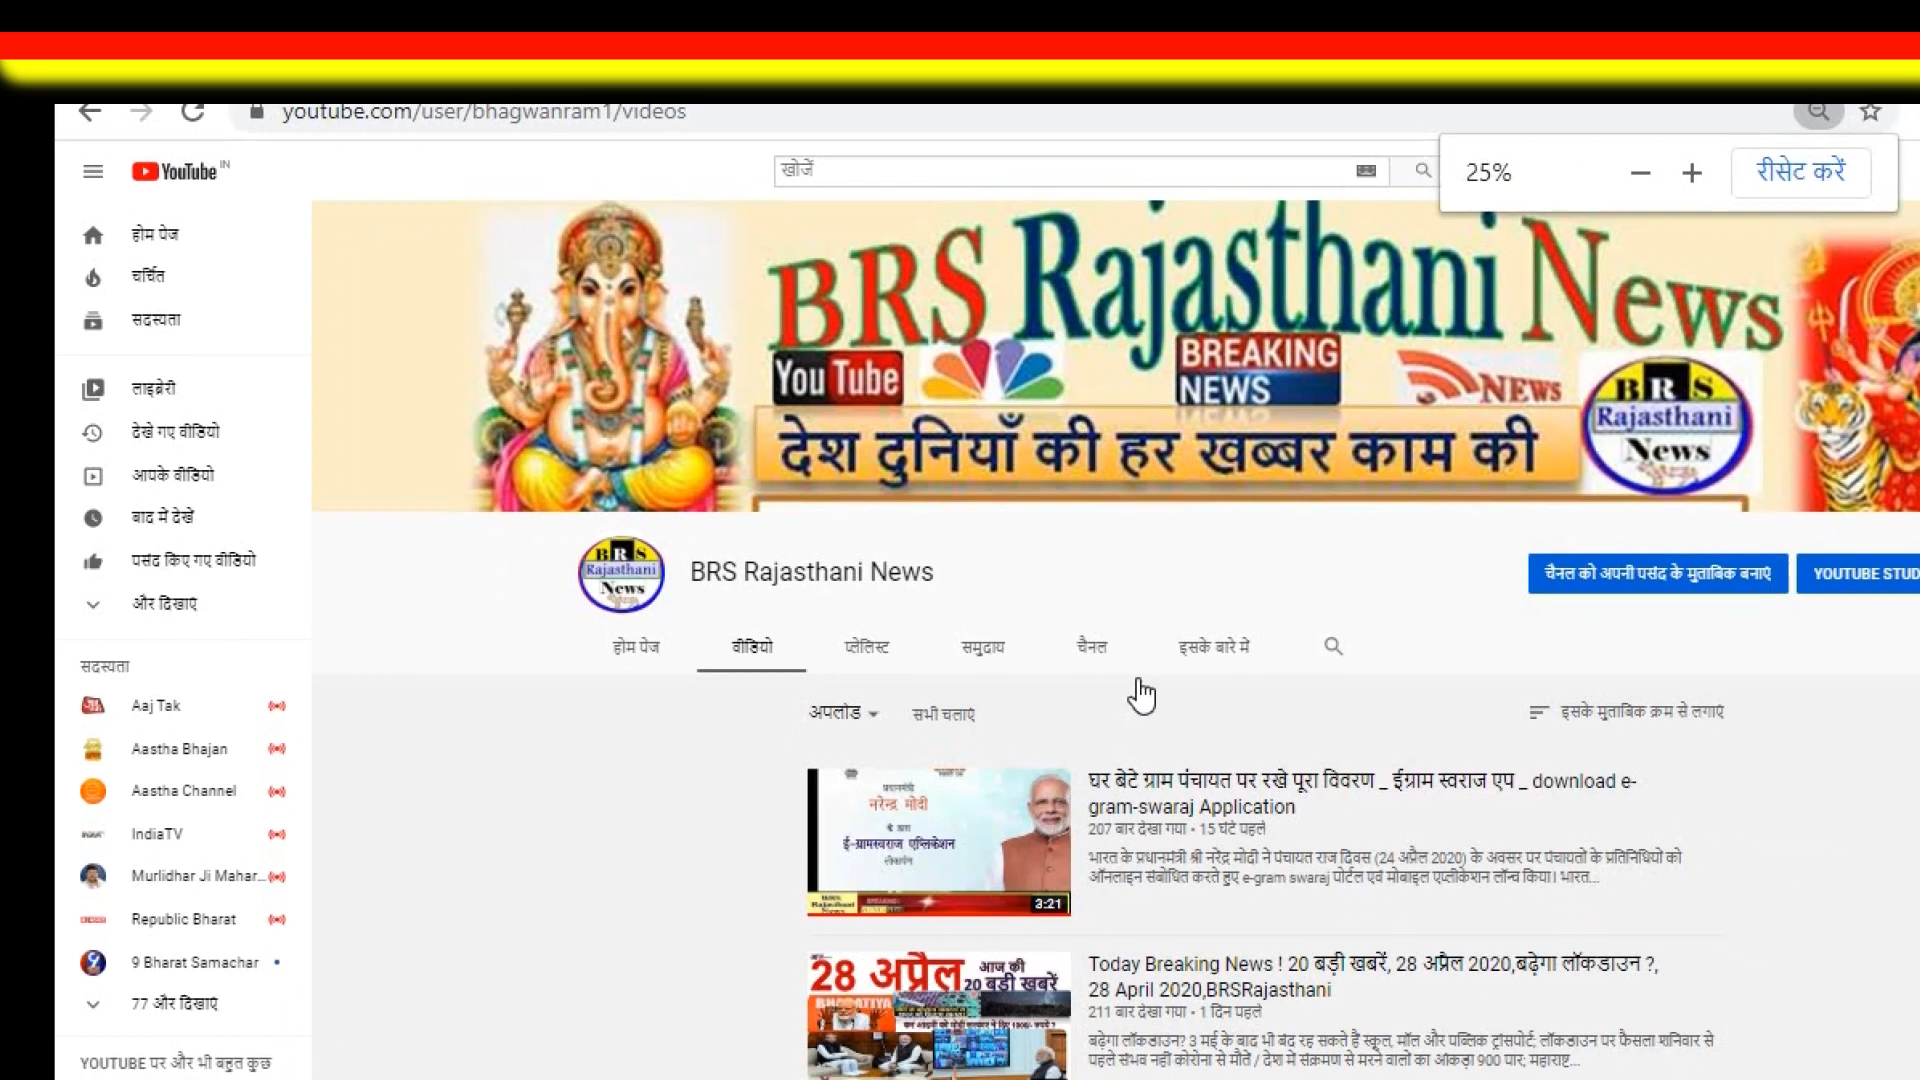 youtube.com/user/bhagwanram1/videos
YouTube IN
खोजें
25%
रीसेट करें
होम पेज
चर्चित
सदस्यता
लाइब्रेरी
देखे गए वीडियो
आपके वीडियो
बाद में देखें
पसंद किए गए वीडियो
और दिखाएं
सदस्यता
Aaj Tak
Aastha Bhajan
Aastha Channel
IndiaTV
Murlidhar Ji Mahar...
Republic Bharat
9 Bharat Samachar
77 और दिखाएं
YOUTUBE पर और भी बहुत कुछ
BRS Rajasthani News
You Tube
BREAKING
NEWS
NEWS
देश दुनियाँ की हर खब्बर काम की
BRS
Rajasthani
News
BRS
Rajasthani
News
BRS Rajasthani News
चैनल को अपनी पसंद के मुताबिक बनाएं
YOUTUBE STUD
होम पेज
वीडियो
प्लेलिस्ट
समुदाय
चैनल
इसके बारे में
अपलोड
सभी चलाएं
इसके मुताबिक क्रम से लगाएं
प्रधानमंत्री
नरेन्द्र मोदी
के द्वारा
ई-ग्रामस्वराज एप्लिकेशन
3:21
घर बेटे ग्राम पंचायत पर रखे पूरा विवरण _ ईग्राम स्वराज एप _ download e-
gram-swaraj Application
207 बार देखा गया • 15 घंटे पहले
भारत के प्रधानमंत्री श्री नरेंद्र मोदी ने पंचायत राज दिवस (24 अप्रैल 2020) के अवसर पर पंचायतों के प्रतिनिधियों को
ऑनलाइन संबोधित करते हुए e-gram swaraj पोर्टल एवं मोबाइल एप्लीकेशन लॉन्च किया। भारत...
28 अप्रैल आज की
20 बडी खबरें
BHARATIYA
Today Breaking News ! 20 बड़ी खबरें, 28 अप्रैल 2020,बढ़ेगा लॉकडाउन ?,
28 April 2020,BRSRajasthani
211 बार देखा गया • 1 दिन पहले
बढ़ेगा लॉकडाउन? 3 मई के बाद भी बंद रह सकते हैं स्कूल, मॉल और पब्लिक ट्रांसपोर्ट; लॉकडाउन पर फैसला शनिवार से
पहले संभव नहीं कोरोना से मौतें / देश में संक्रमण से मरने वालों का आंकड़ा 900 पार; महाराष्ट्र...